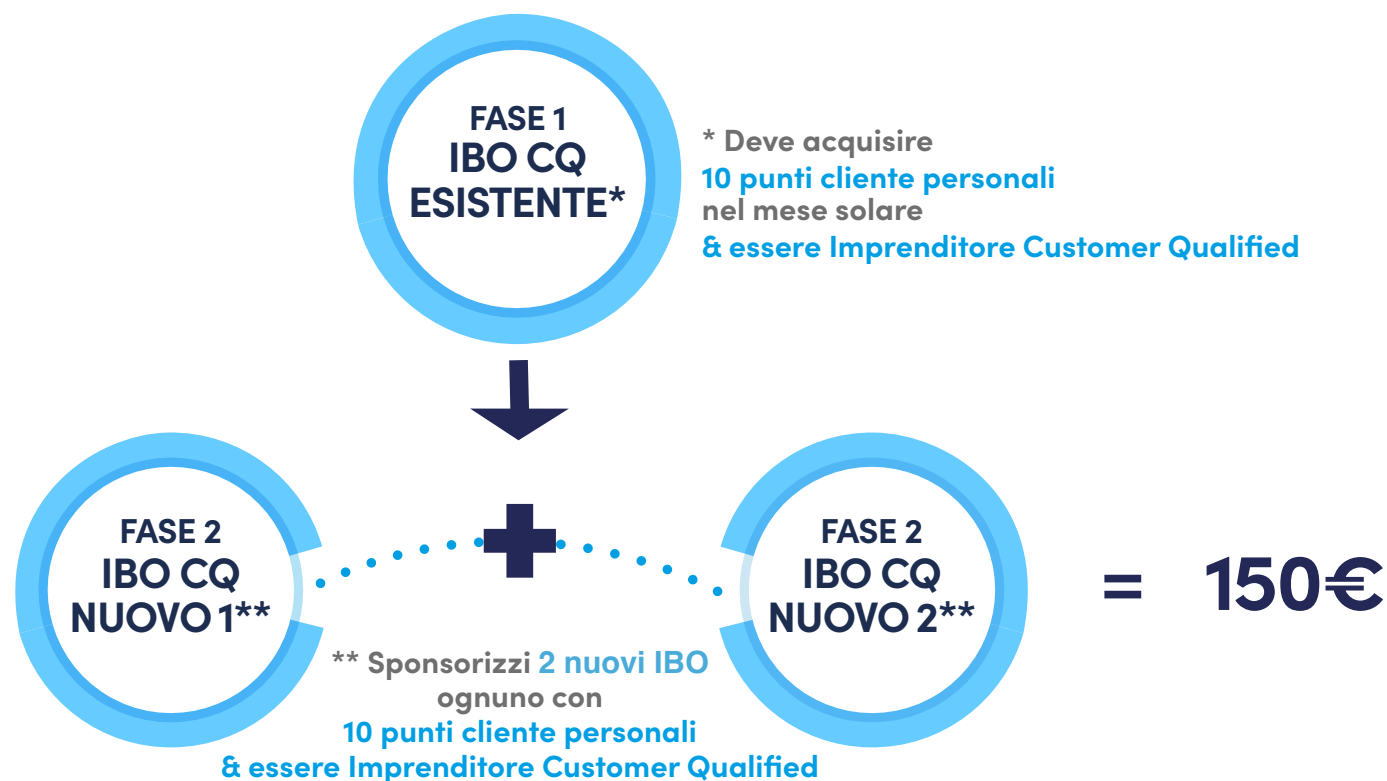 FASE 1
IBO CQ
ESISTENTE*
* Deve acquisire
10 punti cliente personali
nel mese solare
& essere Imprenditore Customer Qualified
FASE 2
IBO CQ
NUOVO 1**
FASE 2
IBO CQ
NUOVO 2**
= 150€
** Sponsorizzi 2 nuovi IBO
ognuno con
10 punti cliente personali
& essere Imprenditore Customer Qualified